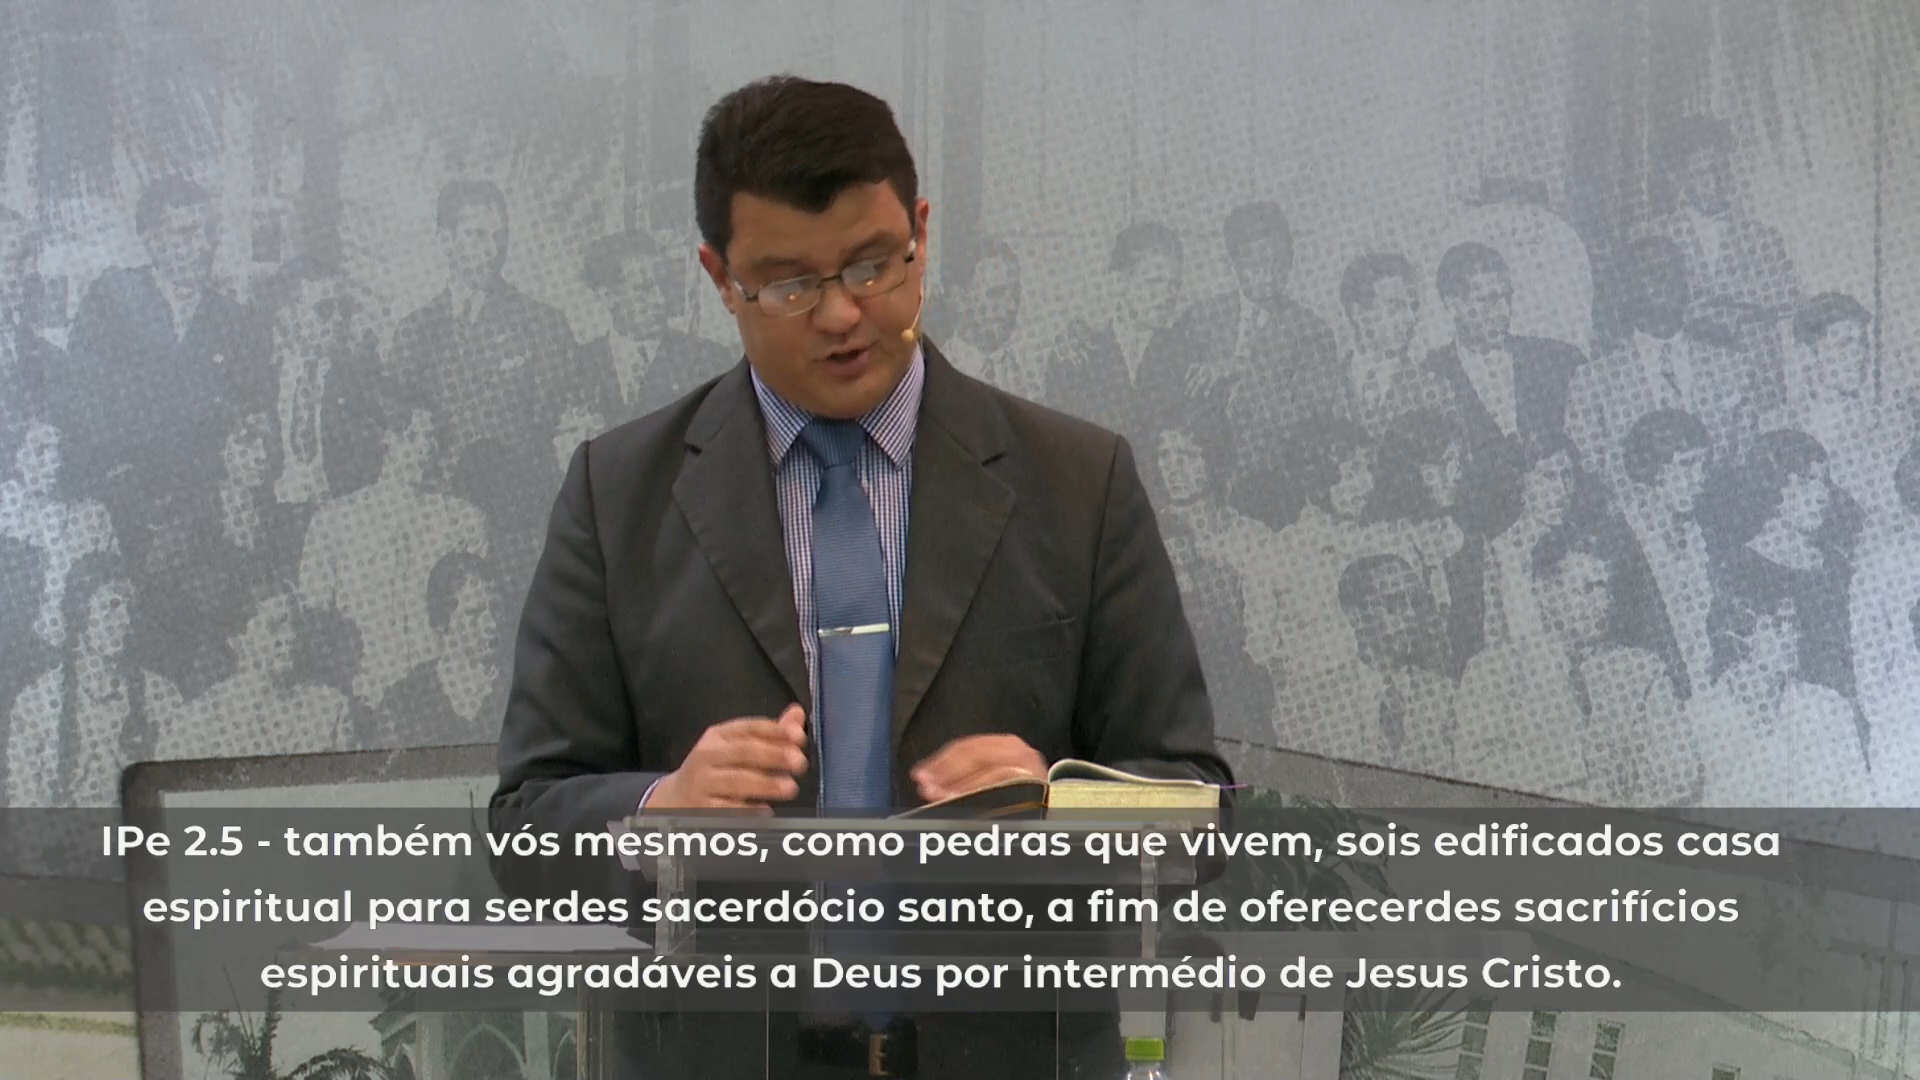 IPe 2.5 - também vós mesmos, como pedras que vivem, sois edificados casa
espiritual para serdes sacerdócio santo, a fim de oferecerdes sacrifícios
espirituais agradáveis a Deus por intermédio de Jesus Cristo.